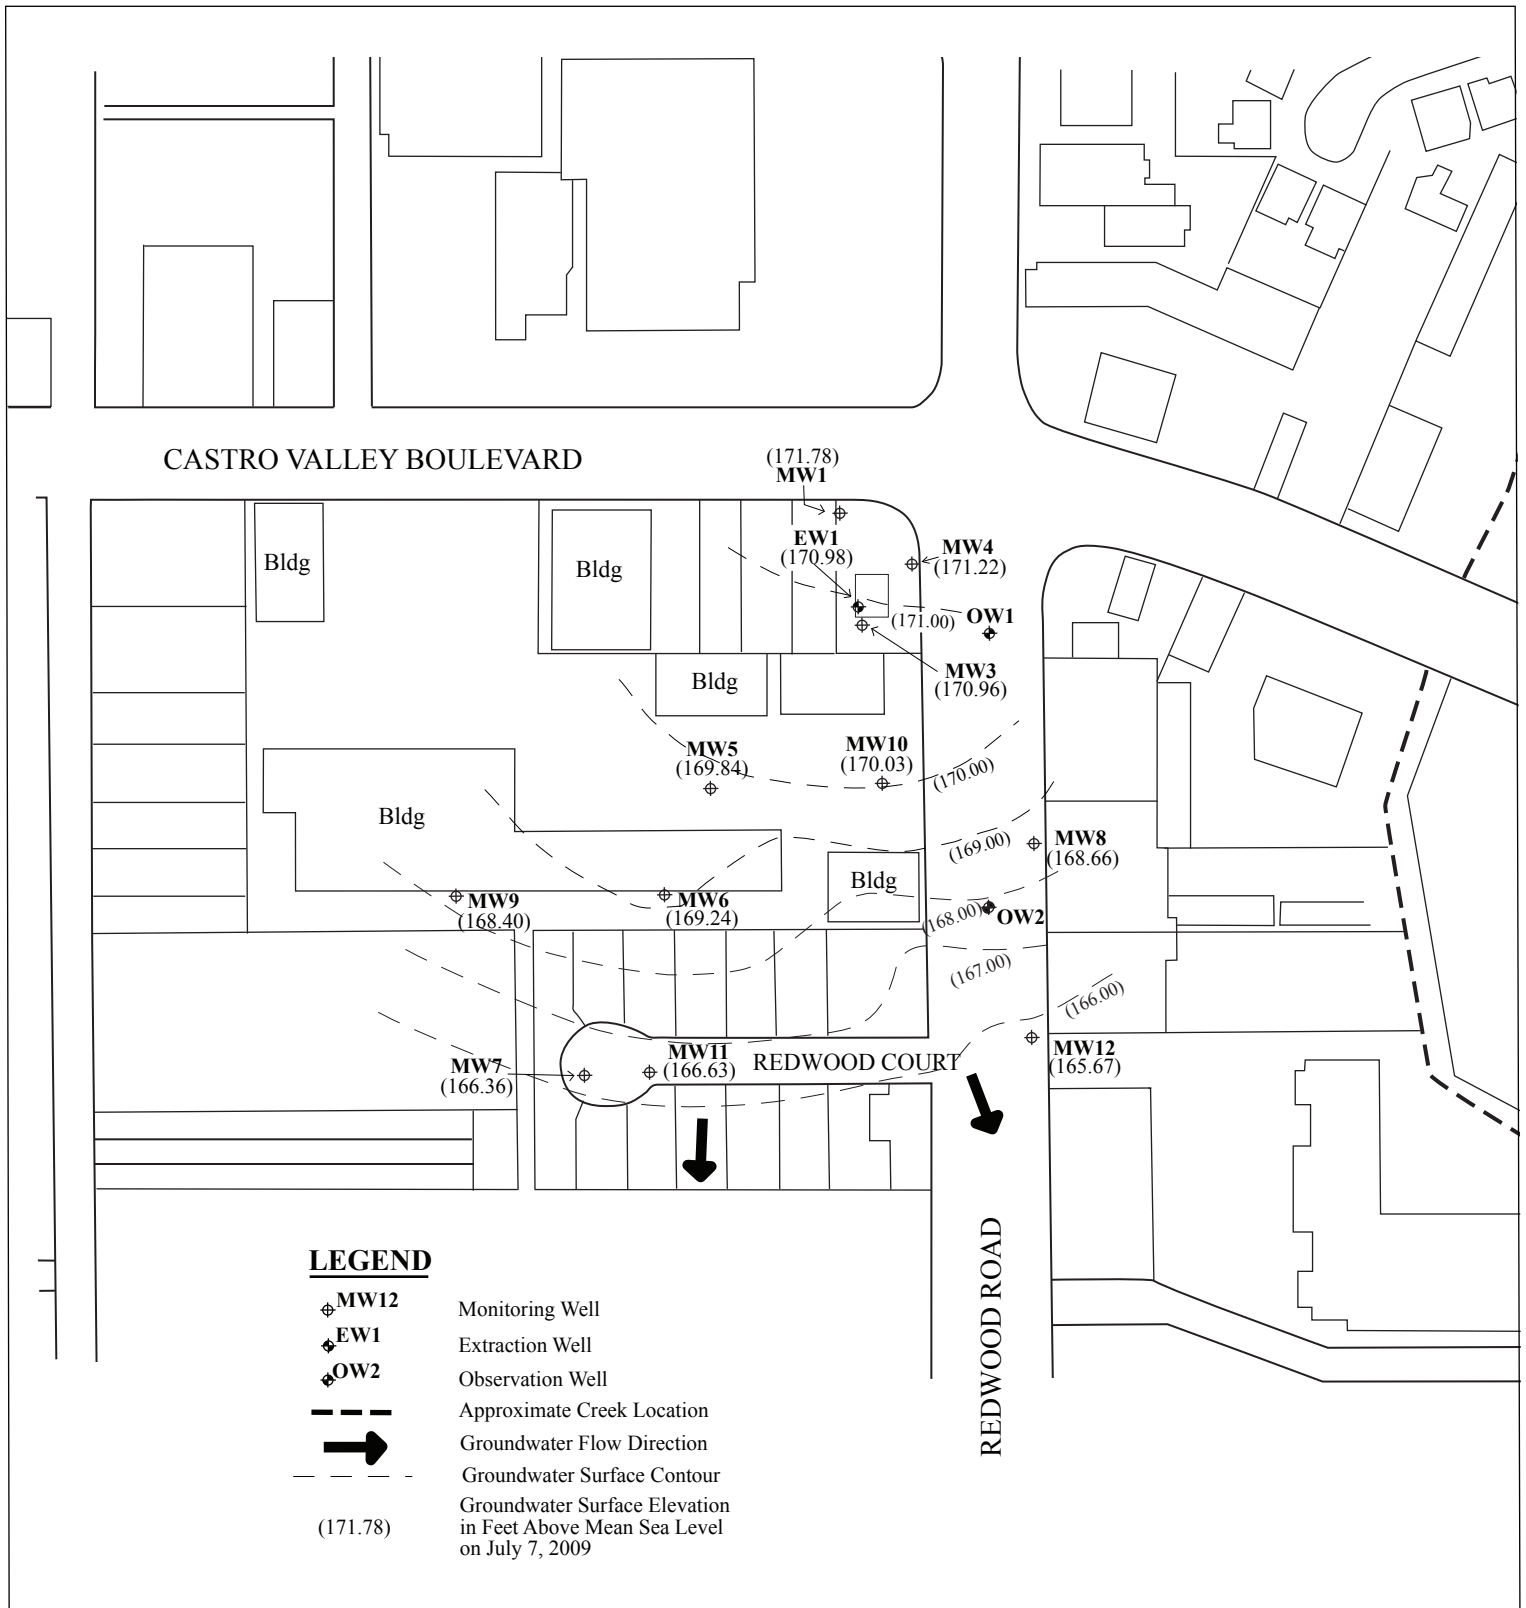 CASTRO VALLEY BOULEVARD
(171.78)
MW1
EW1
(170.98)
MW4
(171.22)
Bldg
Bldg
(171.00)
OW1
MW3
(170.96)
Bldg
MW5
(169.84)
MW10
(170.03)
(170.00)
Bldg
(169.00)
MW8
(168.66)
Bldg
MW9
(168.40)
MW6
(169.24)
(168.00)
OW2
(167.00)
(166.00)
MW7
(166.36)
MW11
(166.63)
REDWOOD COURT
MW12
(165.67)
REDWOOD ROAD
LEGEND
MW12
Monitoring Well
EW1
Extraction Well
OW2
Observation Well
Approximate Creek Location
Groundwater Flow Direction
Groundwater Surface Contour
(171.78)
Groundwater Surface Elevation
in Feet Above Mean Sea Level
on July 7, 2009